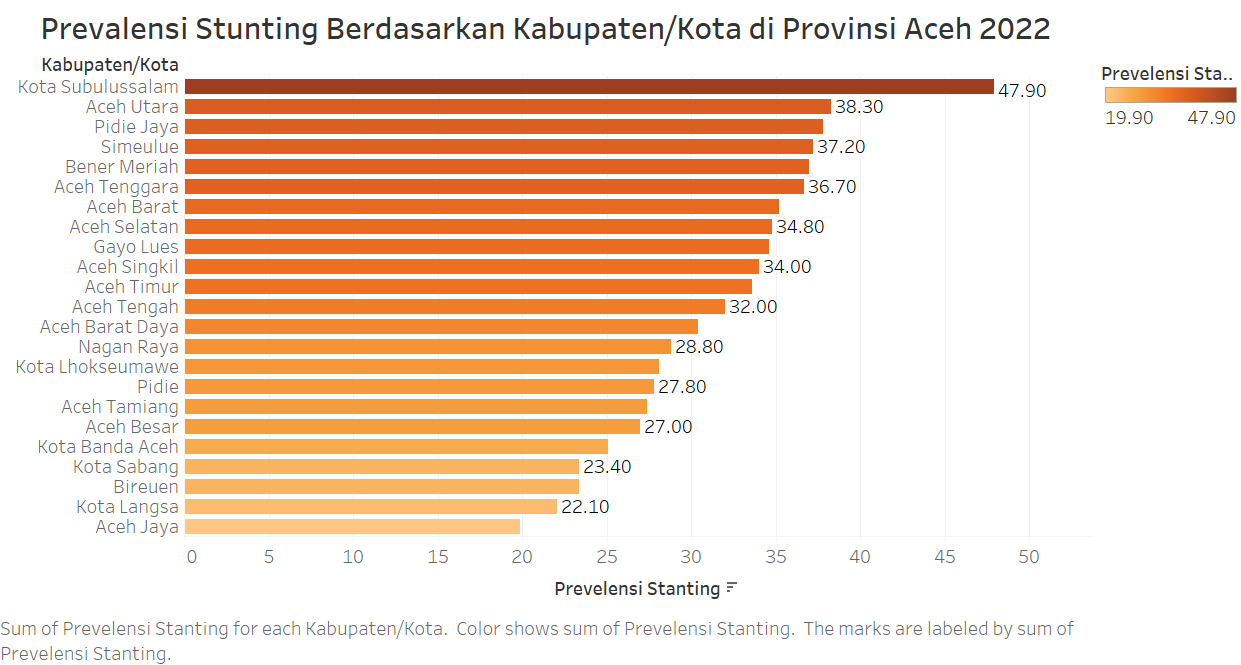 Prevalensi Stunting Berdasarkan Kabupaten/Kota di Provinsi Aceh 2022
Kabupaten/Kota
Kota Subulussalam 47.90
Aceh Utara 38.30
Pidie Jaya
Simeulue 37.20
Bener Meriah
Aceh Tenggara 36.70
Aceh Barat
Aceh Selatan 34.80
Gayo Lues
Aceh Singkil 34.00
Aceh Timur
Aceh Tengah 32.00
Aceh Barat Daya
Nagan Raya 28.80
Kota Lhokseumawe
Pidie 27.80
Aceh Tamiang
Aceh Besar 27.00
Kota Banda Aceh
Kota Sabang 23.40
Bireuen
Kota Langsa 22.10
Aceh Jaya
0 5 10 15 20 25 30 35 40 45 50
Prevelensi Stanting
Prevelensi Sta..
19.90 47.90
Sum of Prevelensi Stanting for each Kabupaten/Kota. Color shows sum of Prevelensi Stanting. The marks are labeled by sum of
Prevelensi Stanting.